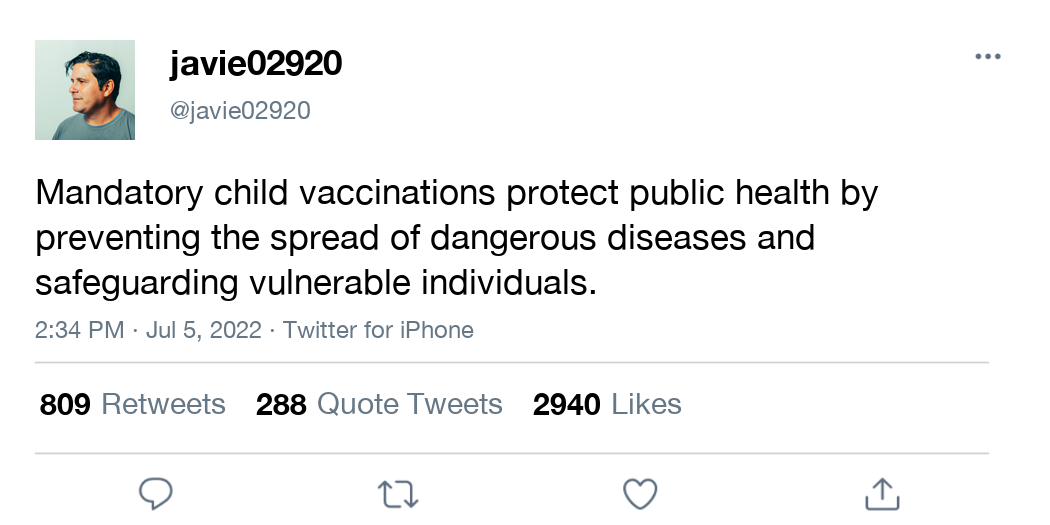 javie02920
@javie02920
Mandatory child vaccinations protect public health by
preventing the spread of dangerous diseases and
safeguarding vulnerable individuals.
2:34 PM · Jul 5, 2022 · Twitter for iPhone
809 Retweets 288 Quote Tweets 2940 Likes